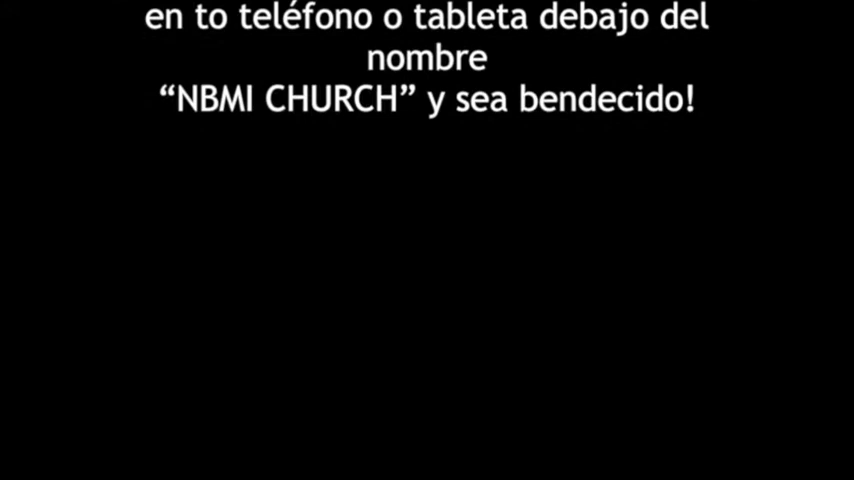 en to teléfono o tableta debajo del
nombre
“NBMI CHURCH” y sea bendecido!